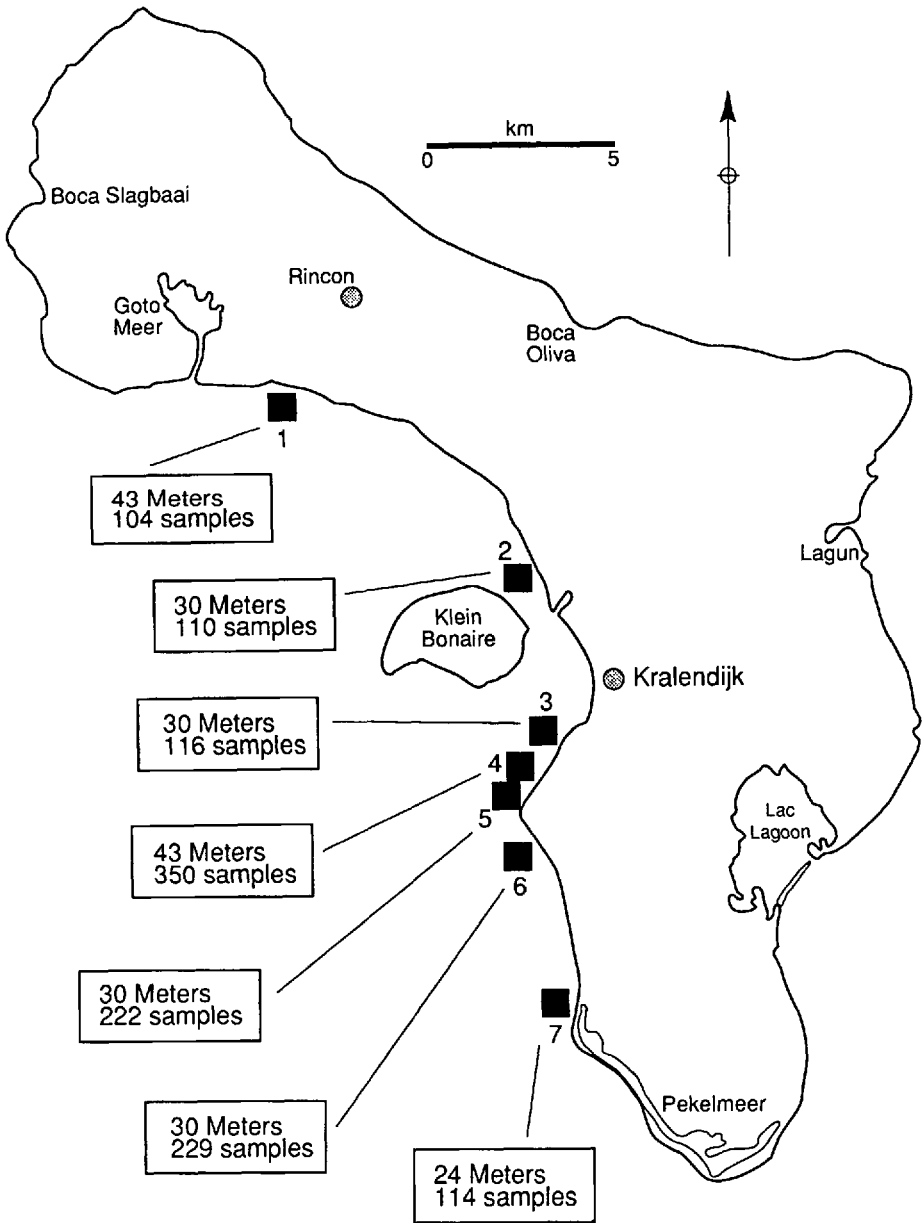 km
0 5
Boca Slagbaai
Rincon
Goto
Meer
Boca
Oliva
1
43 Meters
104 samples
2
Lagun
30 Meters
110 samples
Klein
Bonaire
Kralendijk
3
30 Meters
116 samples
4
5
Lac
Lagoon
43 Meters
350 samples
6
30 Meters
222 samples
7
Pekelmeer
30 Meters
229 samples
24 Meters
114 samples